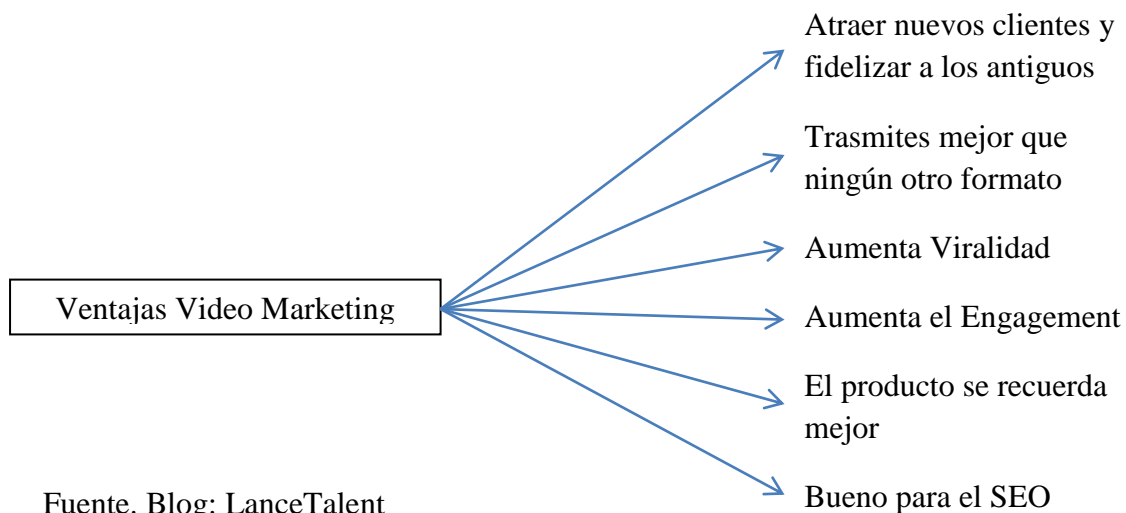 Atraer nuevos clientes y
fidelizar a los antiguos
Trasmites mejor que
ningún otro formato
Aumenta Viralidad
Ventajas Video Marketing
Aumenta el Engagement
El producto se recuerda
mejor
Bueno para el SEO
Fuente. Blog: LanceTalent